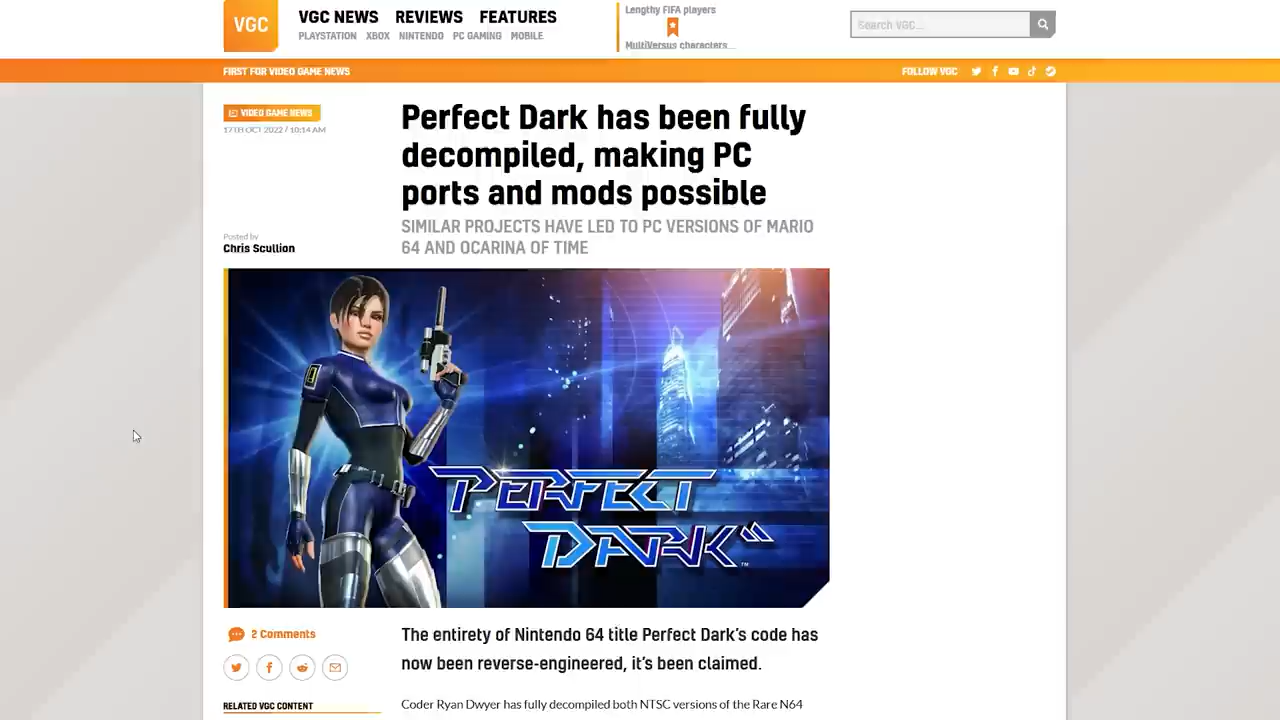 VGC
VGC NEWS REVIEWS FEATURES
PLAYSTATION XBOX NINTENDO PC GAMING MOBILE
Lengthy FIFA players
MultiVersus characters...
Search VGC...
FIRST FOR VIDEO GAME NEWS
FOLLOW VGC
VIDEO GAME NEWS
17TH OCT 2022 / 10:14 AM
Perfect Dark has been fully
decompiled, making PC
ports and mods possible
SIMILAR PROJECTS HAVE LED TO PC VERSIONS OF MARIO
64 AND OCARINA OF TIME
Posted by
Chris Scullion
PERFECT
DARK
TM
2 Comments
The entirety of Nintendo 64 title Perfect Dark's code has
now been reverse-engineered, it's been claimed.
RELATED VGC CONTENT
Coder Ryan Dwyer has fully decompiled both NTSC versions of the Rare N64